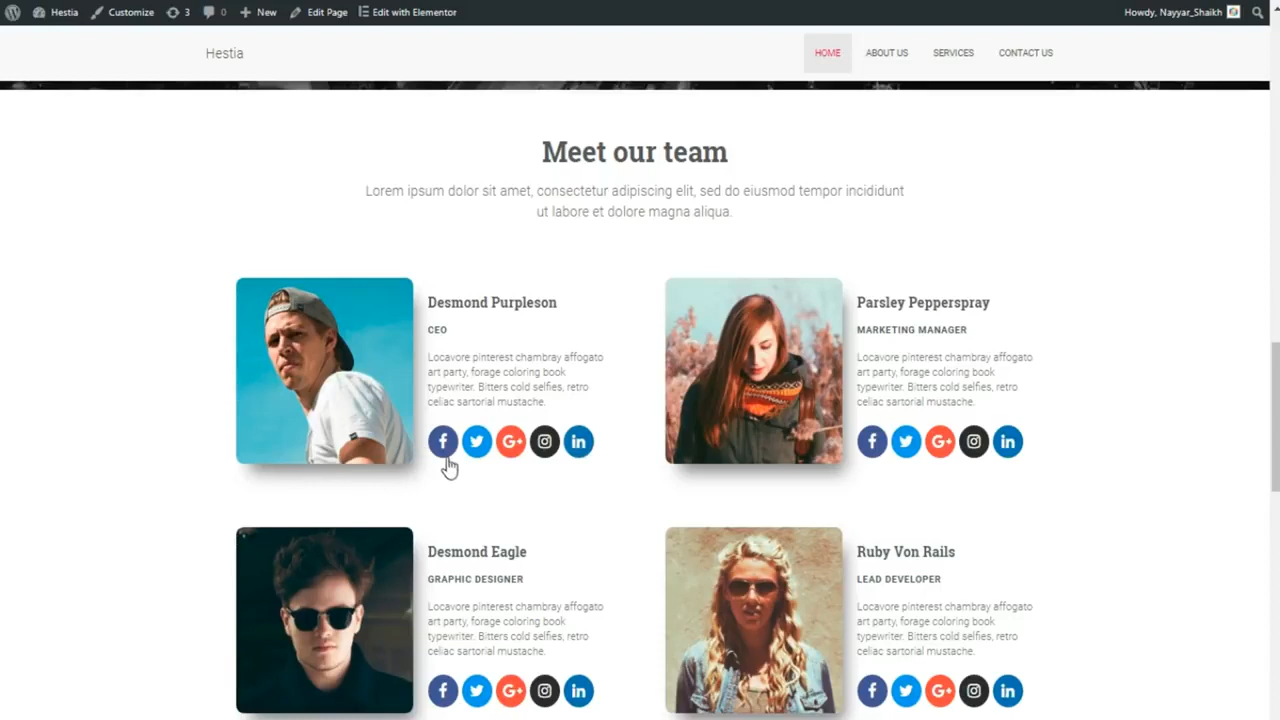 Hestia Customize 3 0 New Edit Page Edit with Elementor Howdy, Nayyar_Shaikh
Hestia HOME ABOUT US SERVICES CONTACT US
Meet our team
Lorem ipsum dolor sit amet, consectetur adipiscing elit, sed do eiusmod tempor incididunt
ut labore et dolore magna aliqua.
Desmond Purpleson
CEO
Locavore pinterest chambray affogato
art party, forage coloring book
typewriter. Bitters cold selfies, retro
celiac sartorial mustache.
Parsley Pepperspray
MARKETING MANAGER
Locavore pinterest chambray affogato
art party, forage coloring book
typewriter. Bitters cold selfies, retro
celiac sartorial mustache.
Desmond Eagle
GRAPHIC DESIGNER
Locavore pinterest chambray affogato
art party, forage coloring book
typewriter. Bitters cold selfies, retro
celiac sartorial mustache.
Ruby Von Rails
LEAD DEVELOPER
Locavore pinterest chambray affogato
art party, forage coloring book
typewriter. Bitters cold selfies, retro
celiac sartorial mustache.